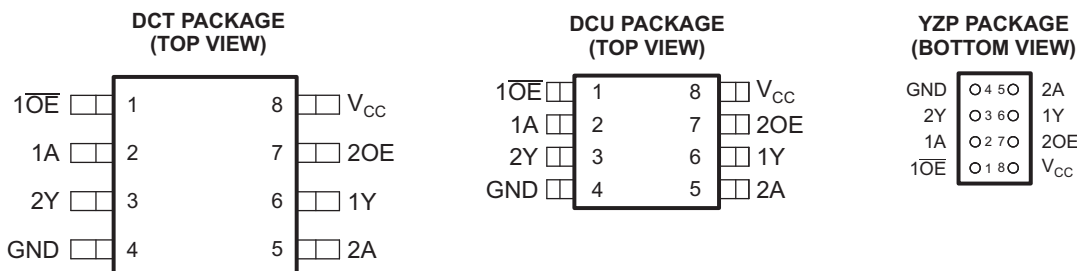 DCT PACKAGE
(TOP VIEW)
1O̅E̅ 1 8 VCC
1A 2 7 2OE
2Y 3 6 1Y
GND 4 5 2A
DCU PACKAGE
(TOP VIEW)
1O̅E̅ 1 8 VCC
1A 2 7 2OE
2Y 3 6 1Y
GND 4 5 2A
YZP PACKAGE
(BOTTOM VIEW)
GND 4 5 2A
2Y 3 6 1Y
1A 2 7 2OE
1O̅E̅ 1 8 VCC